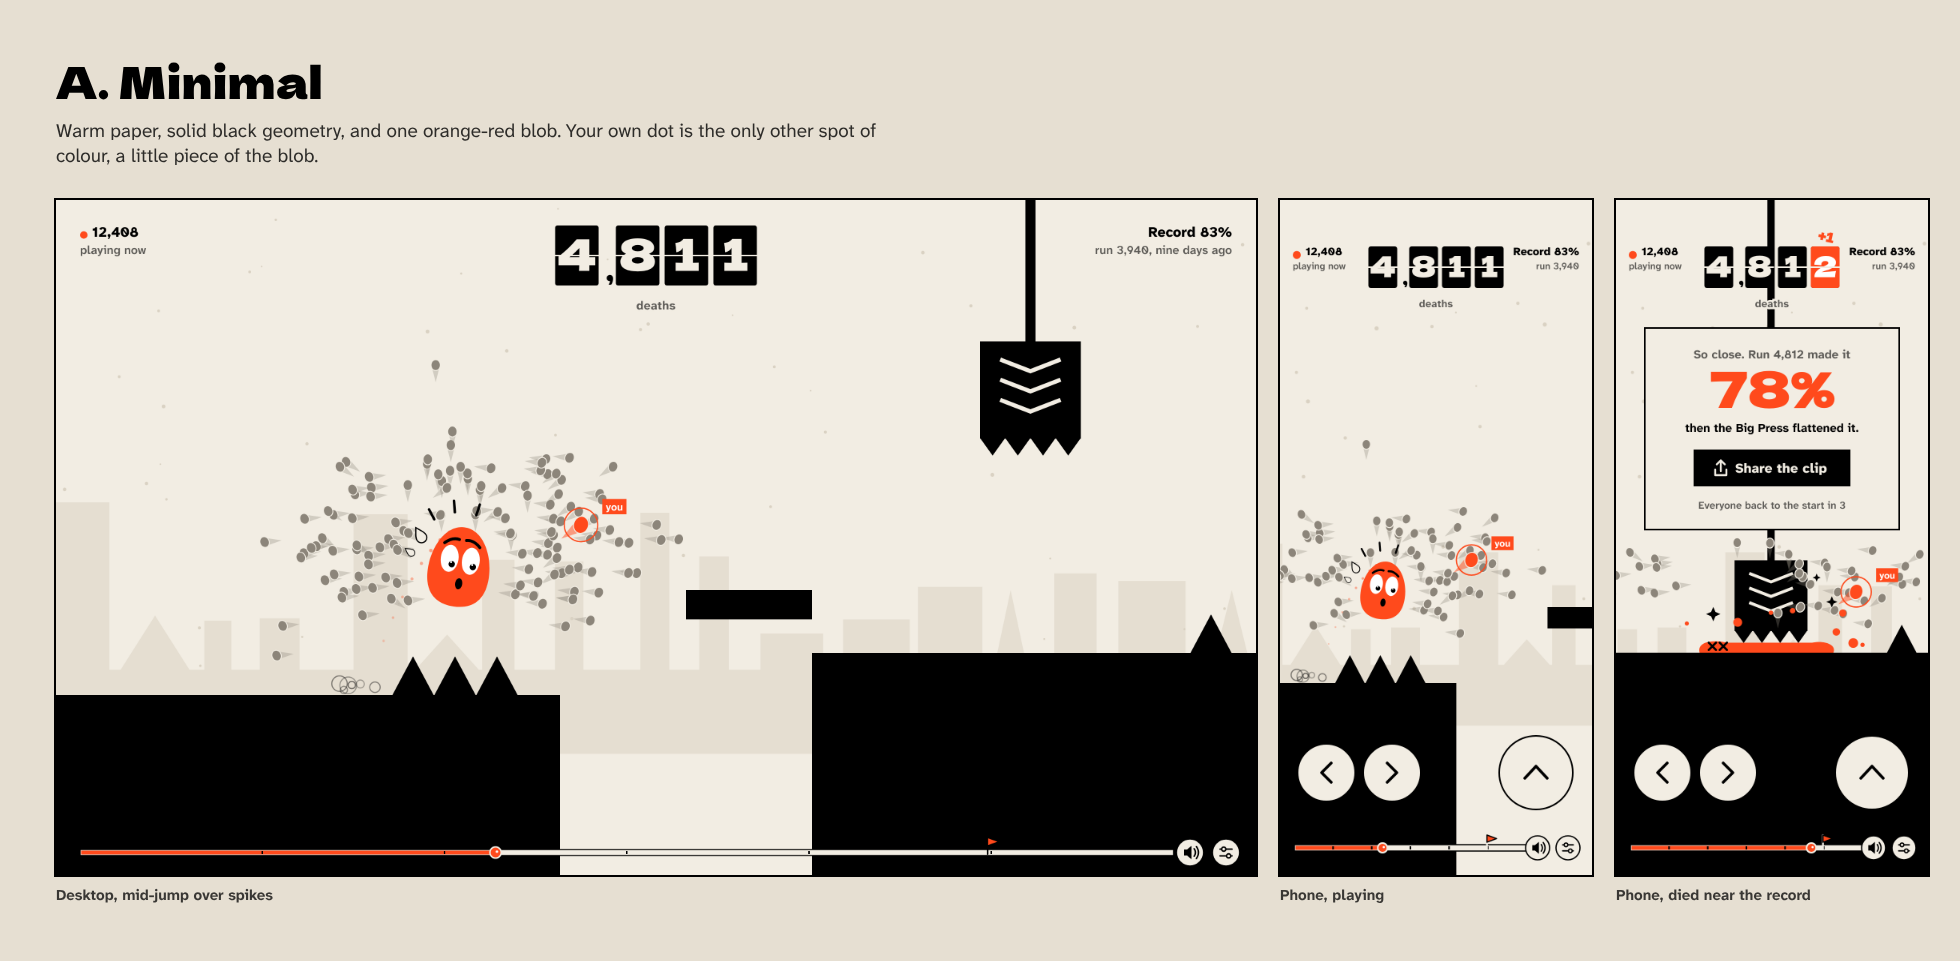 A. Minimal
Warm paper, solid black geometry, and one orange-red blob. Your own dot is the only other spot of
colour, a little piece of the blob.
12,408
playing now
4,811
deaths
Record 83%
run 3,940, nine days ago
you
Desktop, mid-jump over spikes
12,408
playing now
4,811
deaths
Record 83%
run 3,940
you
Phone, playing
12,408
playing now
+1
4,812
deaths
Record 83%
run 3,940
So close. Run 4,812 made it
78%
then the Big Press flattened it.
Share the clip
Everyone back to the start in 3
you
Phone, died near the record